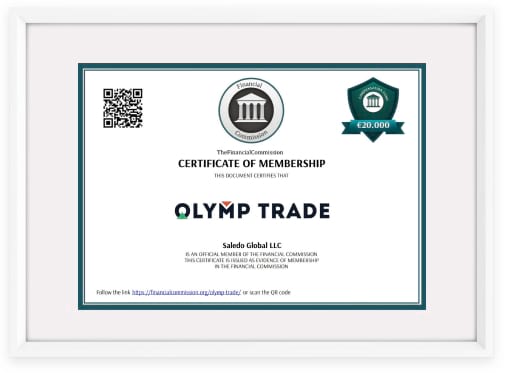 Financial
Commission
COMPENSATION FUND
€20,000
TheFinancialCommission
CERTIFICATE OF MEMBERSHIP
THIS DOCUMENT CERTIFIES THAT
OLYMP TRADE
Saledo Global LLC
IS AN OFFICIAL MEMBER OF THE FINANCIAL COMMISSION
THIS CERTIFICATE IS ISSUED AS EVIDENCE OF MEMBERSHIP
IN THE FINANCIAL COMMISSION
Follow the link https://financialcommission.org/olymp-trade/ or scan the QR code